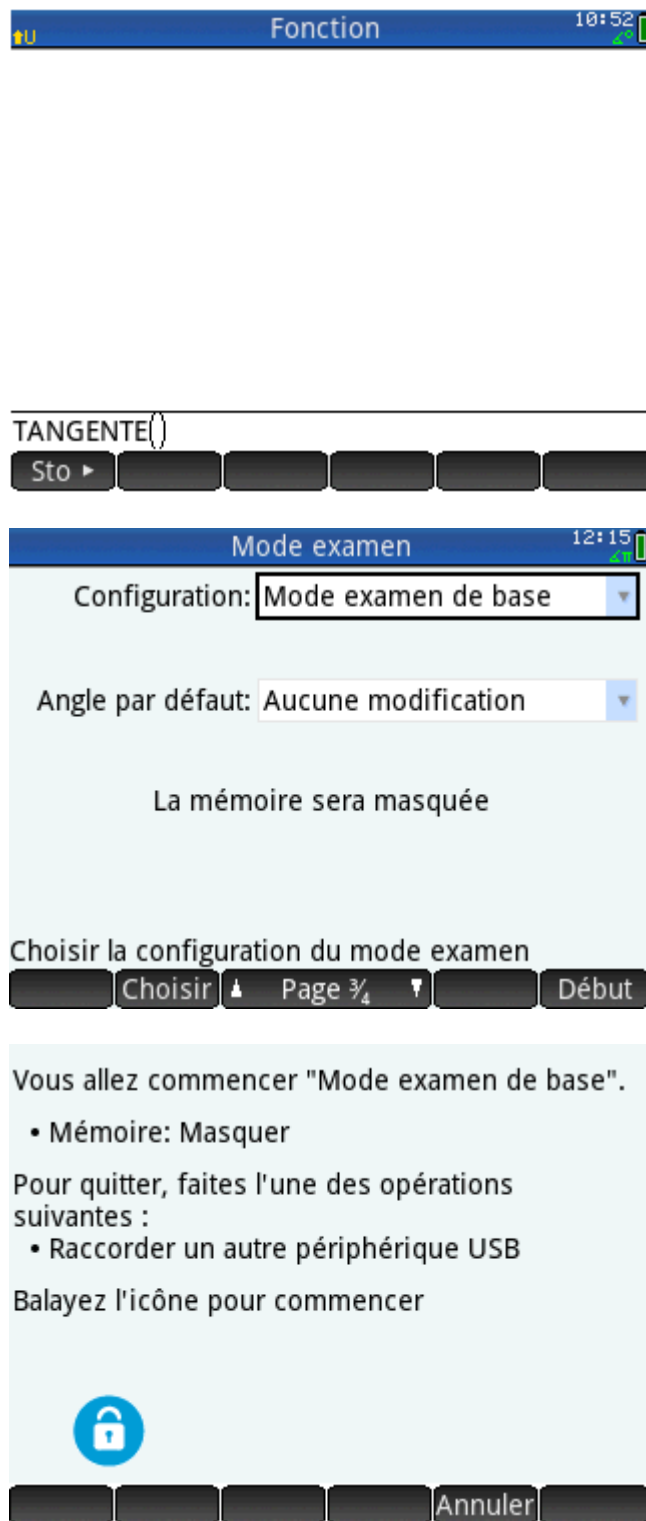 ↑U Fonction 10:52
∡°
TANGENTE()
Sto ►
Mode examen 12:15
∡π
Configuration: Mode examen de base
Angle par défaut: Aucune modification
La mémoire sera masquée
Choisir la configuration du mode examen
Choisir Page ¾ Début
Vous allez commencer "Mode examen de base".
• Mémoire: Masquer
Pour quitter, faites l'une des opérations
suivantes :
• Raccorder un autre périphérique USB
Balayez l'icône pour commencer
Annuler